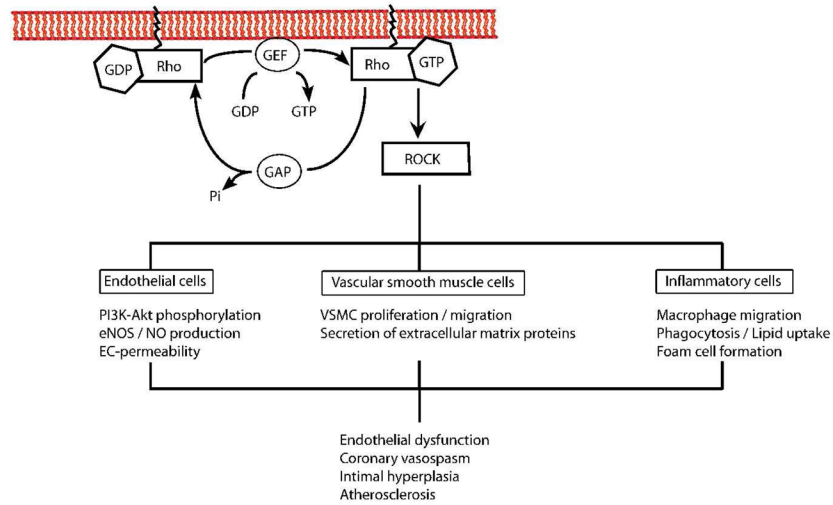 GDP
Rho
GEF
Rho
GTP
GDP
GTP
GAP
Pi
ROCK
Endothelial cells
PI3K-Akt phosphorylation
eNOS / NO production
EC-permeability
Vascular smooth muscle cells
VSMC proliferation / migration
Secretion of extracellular matrix proteins
Inflammatory cells
Macrophage migration
Phagocytosis / Lipid uptake
Foam cell formation
Endothelial dysfunction
Coronary vasospasm
Intimal hyperplasia
Atherosclerosis